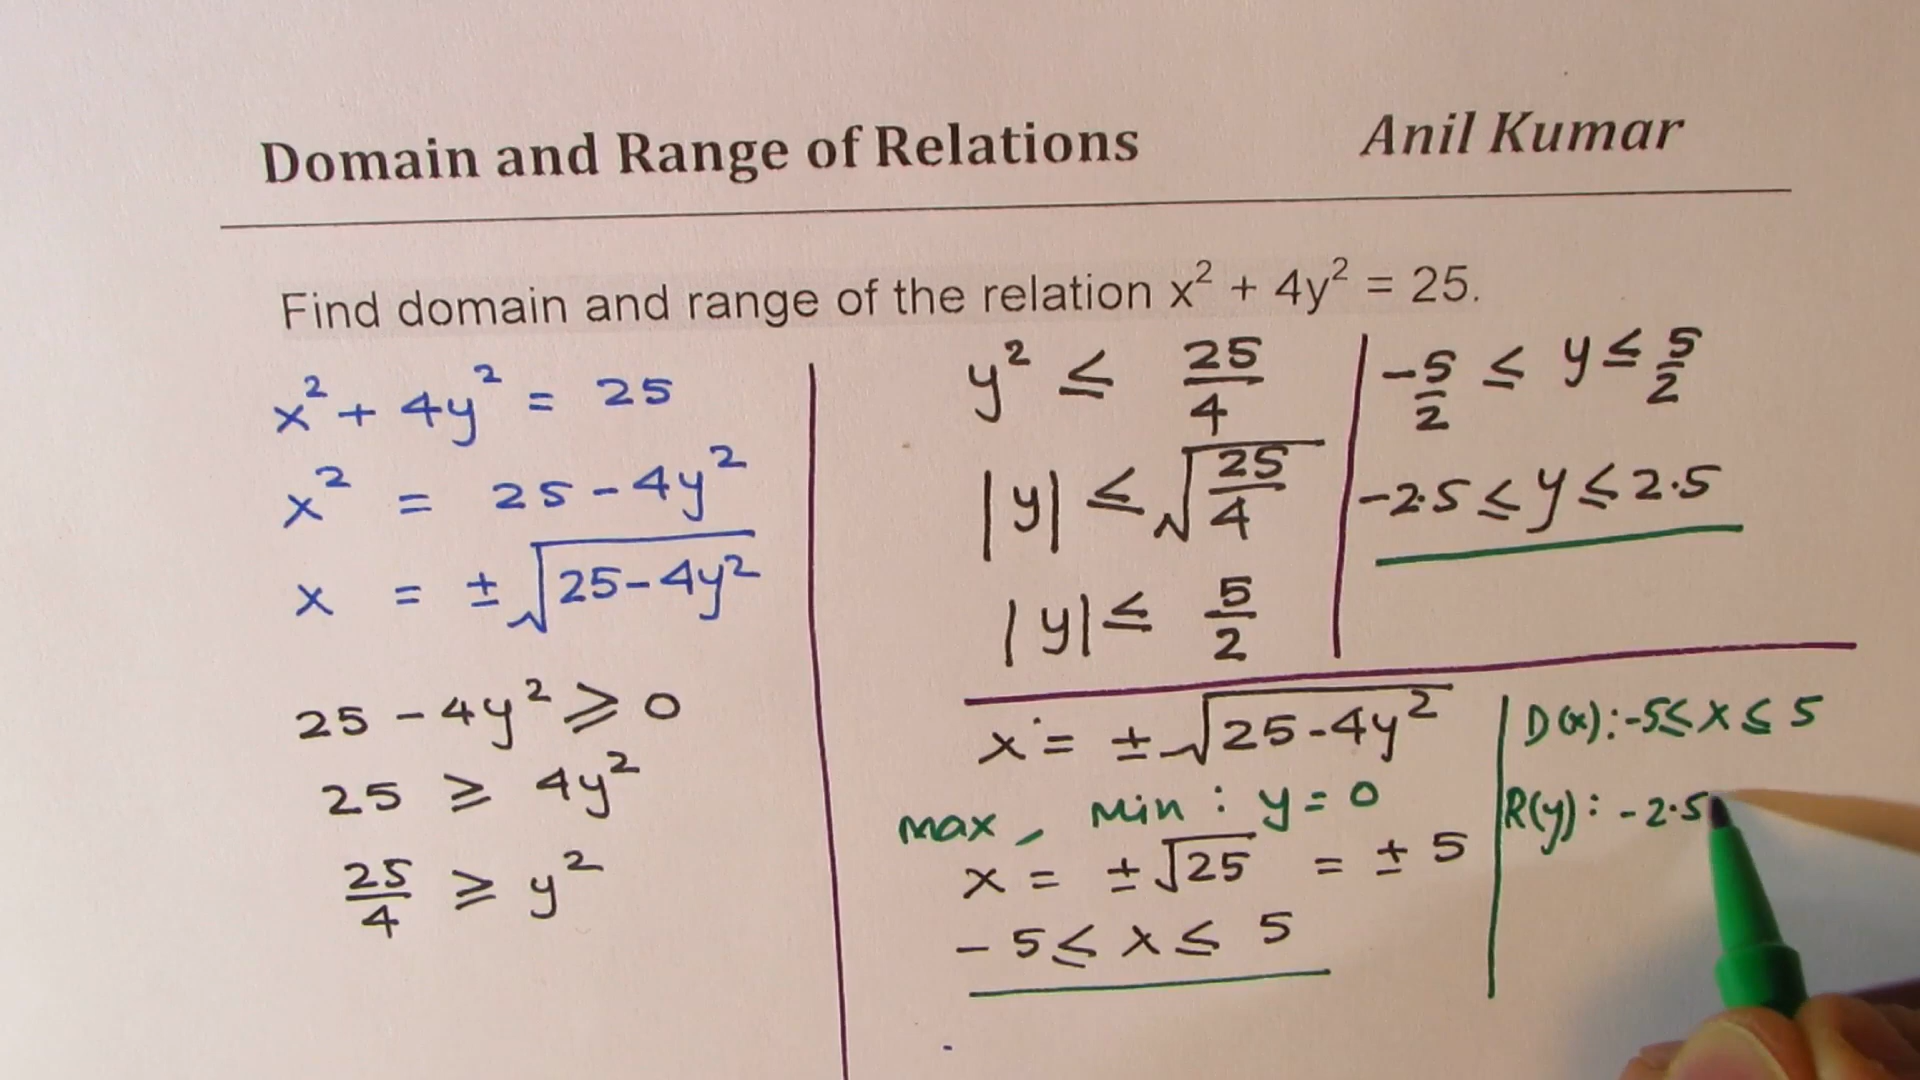 Domain and Range of Relations
Anil Kumar
Find domain and range of the relation x² + 4y² = 25.
x² + 4y² = 25
x² = 25 - 4y²
x = ± √(25 - 4y²)
25 - 4y² ⩾ 0
25 ≥ 4y²
25/4 ≥ y²
y² ≤ 25/4
|y| ≤ √(25/4)
|y| ≤ 5/2
-5/2 ≤ y ≤ 5/2
-2.5 ≤ y ≤ 2.5
x = ± √(25 - 4y²)
max, Min : y = 0
x = ± √25 = ± 5
- 5 ≤ x ≤ 5
D(x): -5 ≤ x ≤ 5
R(y): -2.5